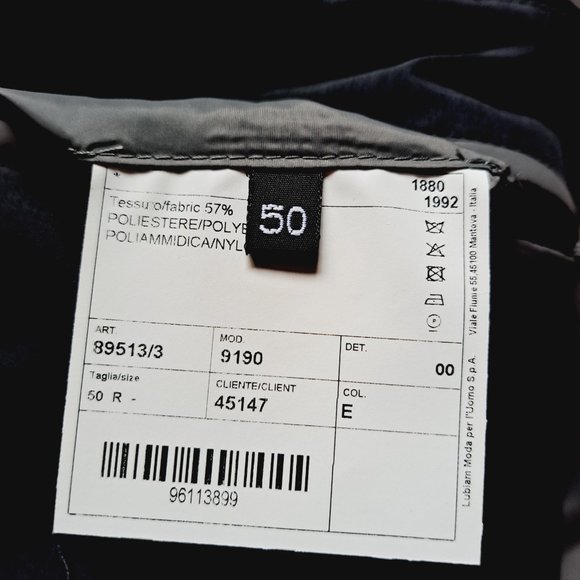 1880
1992
Tessuto/fabric 57%
POLIESTERE/POLYE
POLIAMMIDICA/NYL
50
ART.
89513/3
MOD.
9190
DET.
00
Taglia/size
50 R -
CLIENTE/CLIENT
45147
COL.
E
96113899
Lubiam Moda per l'Uomo S.p.A. Viale Fiume 55,45100 Mantova - Italia